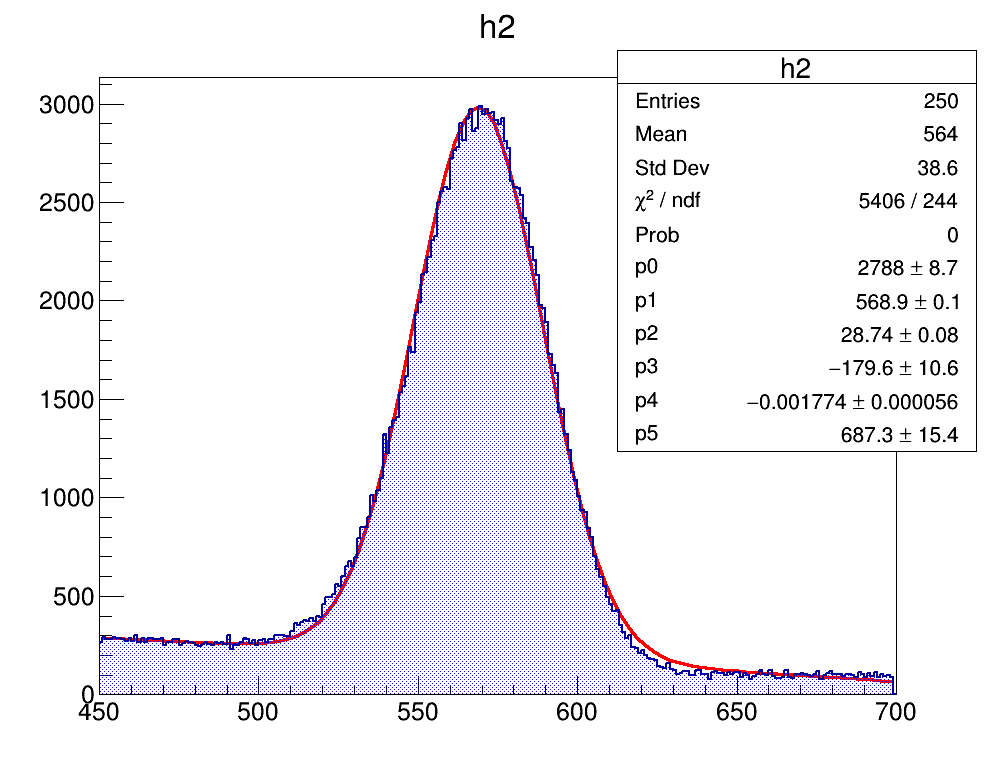 h2
h2
Entries 250
Mean 564
Std Dev 38.6
χ² / ndf 5406 / 244
Prob 0
p0 2788 ± 8.7
p1 568.9 ± 0.1
p2 28.74 ± 0.08
p3 −179.6 ± 10.6
p4 −0.001774 ± 0.000056
p5 687.3 ± 15.4
3000
2500
2000
1500
1000
500
0
450 500 550 600 650 700